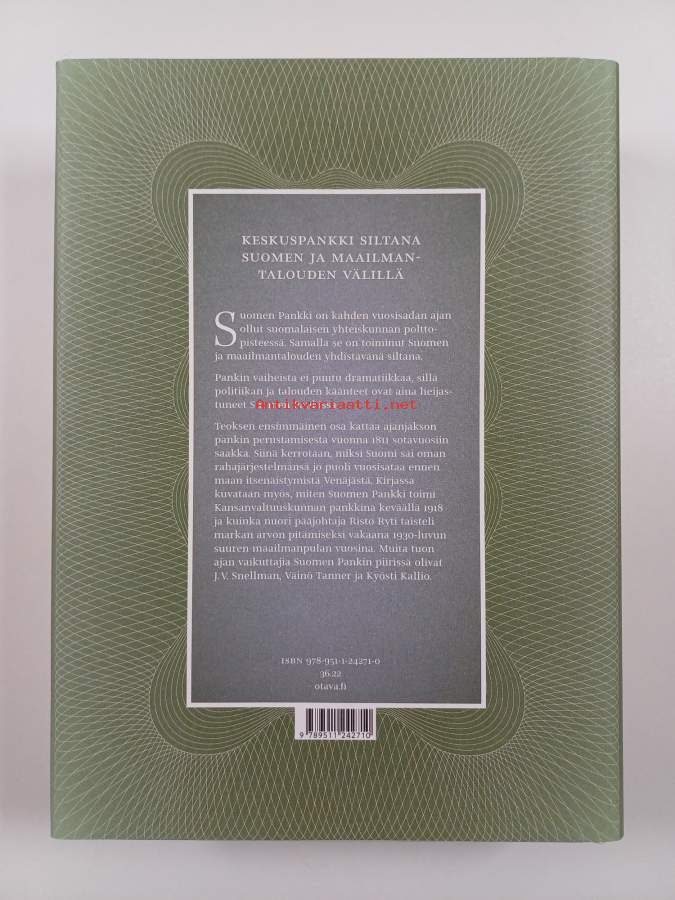 KESKUSPANKKI SILTANA
SUOMEN JA MAAILMAN-
TALOUDEN VÄLILLÄ
Suomen Pankki on kahden vuosisadan ajan
ollut suomalaisen yhteiskunnan poltto-
pisteessä. Samalla se on toiminut Suomen
ja maailmantalouden yhdistävänä siltana.
Pankin vaiheista ei puutu dramatiikkaa, sillä
politiikan ja talouden käänteet ovat aina heijas-
tuneet
Antikvariaatti.net
Teoksen ensimmäinen osa kattaa ajanjakson
pankin perustamisesta vuonna 1811 sotavuosiin
saakka. Siinä kerrotaan, miksi Suomi sai oman
rahajärjestelmänsä jo puoli vuosisataa ennen
maan itsenäistymistä Venäjästä. Kirjassa
kuvataan myös, miten Suomen Pankki toimi
Kansanvaltuuskunnan pankkina keväällä 1918
ja kuinka nuori pääjohtaja Risto Ryti taisteli
markan arvon pitämiseksi vakaana 1930-luvun
suuren maailmanpulan vuosina. Muita tuon
ajan vaikuttajia Suomen Pankin piirissä olivat
J.V. Snellman, Väinö Tanner ja Kyösti Kallio.
ISBN 978-951-1-24271-0
36.22
otava.fi
9 789511 242710